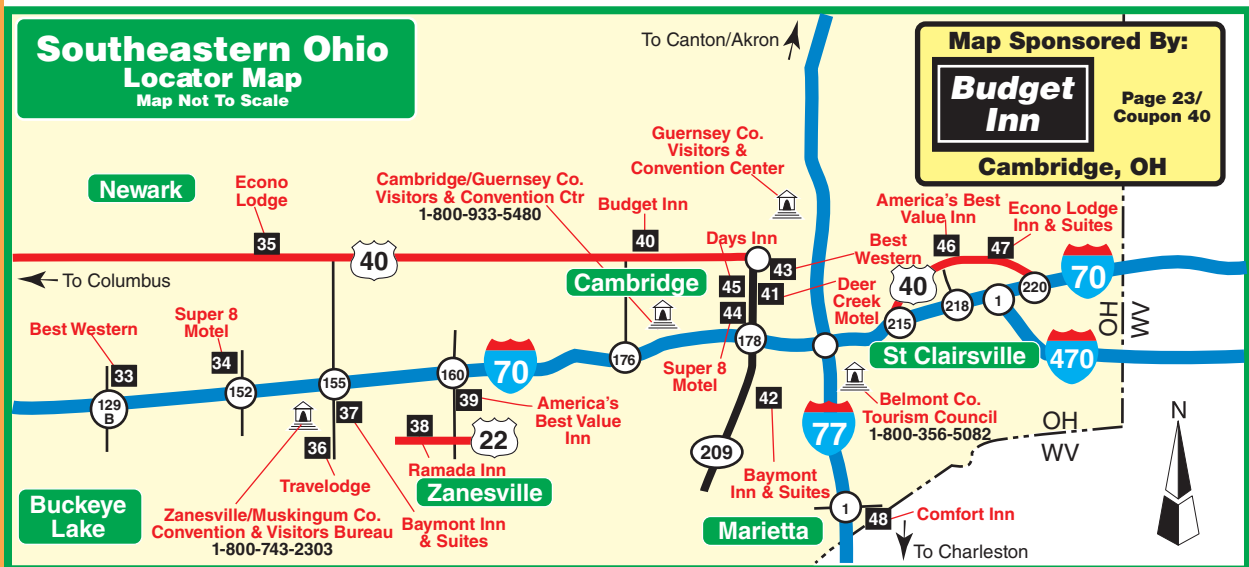 Southeastern Ohio
Locator Map
Map Not To Scale
To Canton/Akron
Map Sponsored By:
Budget
Inn
Page 23/
Coupon 40
Cambridge, OH
Newark
Econo
Lodge
35
Cambridge/Guernsey Co.
Visitors & Convention Ctr
1-800-933-5480
Guernsey Co.
Visitors &
Convention Center
Budget Inn
40
Days Inn
45
43
Best
Western
America's Best
Value Inn
46
Econo Lodge
Inn & Suites
47
40
To Columbus
Cambridge
41
Deer
Creek
Motel
40
70
Best Western
33
Super 8
Motel
34
44
Super 8
Motel
129
B
152
155
160
70
176
178
215
218
1
220
OH
WV
St Clairsville
470
37
36
Travelodge
39
America's
Best Value
Inn
38
22
Ramada Inn
42
Baymont
Inn & Suites
209
77
Belmont Co.
Tourism Council
1-800-356-5082
OH
WV
N
Buckeye
Lake
Zanesville/Muskingum Co.
Convention & Visitors Bureau
1-800-743-2303
Baymont Inn
& Suites
Zanesville
Marietta
1
48
Comfort Inn
To Charleston